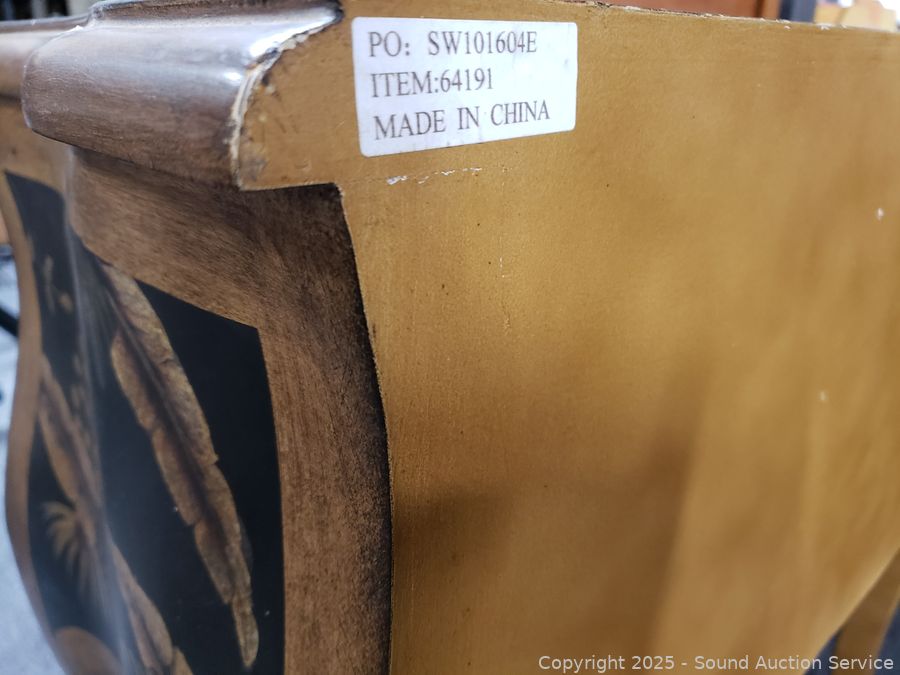 PO: SW101604E
ITEM:64191
MADE IN CHINA
Copyright © 2025 - Sound Auction Service